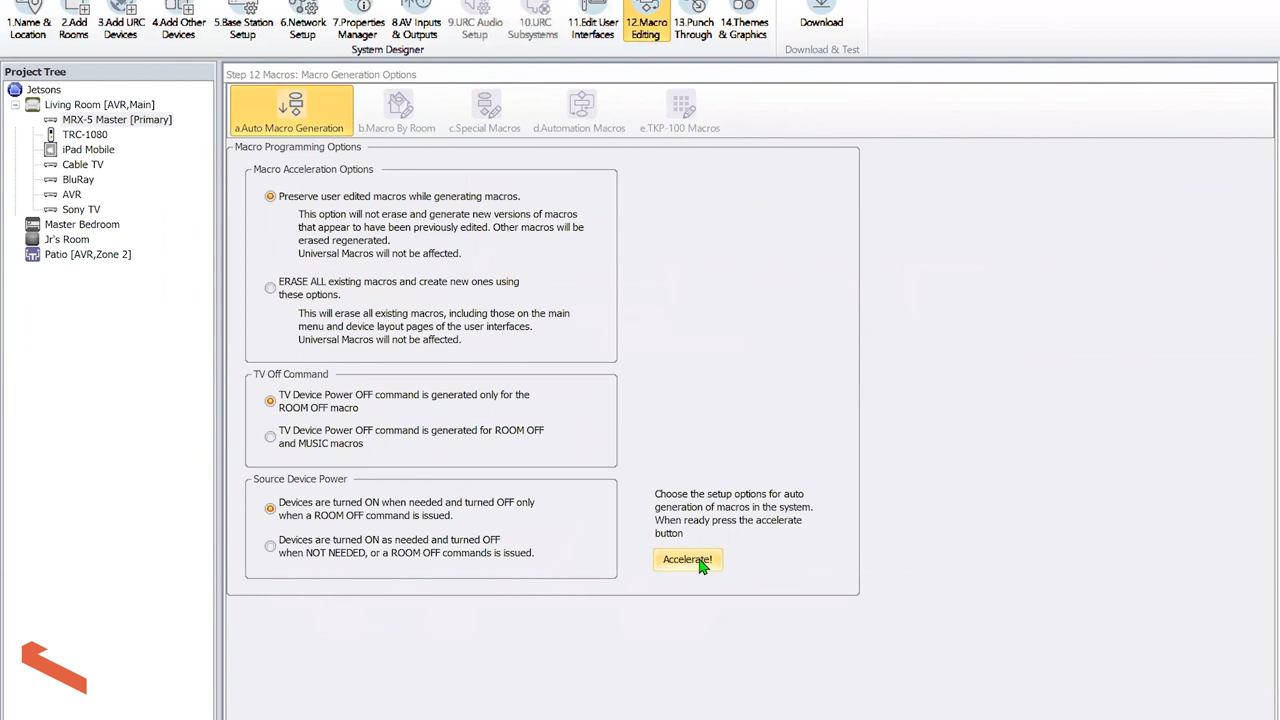 1.Name & Location
2.Add Rooms
3.Add URC Devices
4.Add Other Devices
5.Base Station Setup
6.Network Setup
7.Properties Manager
8.AV Inputs & Outputs
9.URC Audio Setup
10.URC Subsystems
11.Edit User Interfaces
12.Macro Editing
13.Punch Through
14.Themes & Graphics
Download
System Designer
Download & Test
Project Tree
Jetsons
Living Room [AVR,Main]
MRX-5 Master [Primary]
TRC-1080
iPad Mobile
Cable TV
BluRay
AVR
Sony TV
Master Bedroom
Jr's Room
Patio [AVR,Zone 2]
Step 12 Macros: Macro Generation Options
a.Auto Macro Generation
b.Macro By Room
c.Special Macros
d.Automation Macros
e.TKP-100 Macros
Macro Programming Options
Macro Acceleration Options
Preserve user edited macros while generating macros.
This option will not erase and generate new versions of macros
that appear to have been previously edited. Other macros will be
erased regenerated.
Universal Macros will not be affected.
ERASE ALL existing macros and create new ones using
these options.
This will erase all existing macros, including those on the main
menu and device layout pages of the user interfaces.
Universal Macros will not be affected.
TV Off Command
TV Device Power OFF command is generated only for the
ROOM OFF macro
TV Device Power OFF command is generated for ROOM OFF
and MUSIC macros
Source Device Power
Devices are turned ON when needed and turned OFF only
when a ROOM OFF command is issued.
Devices are turned ON as needed and turned OFF
when NOT NEEDED, or a ROOM OFF commands is issued.
Choose the setup options for auto
generation of macros in the system.
When ready press the accelerate
button
Accelerate!